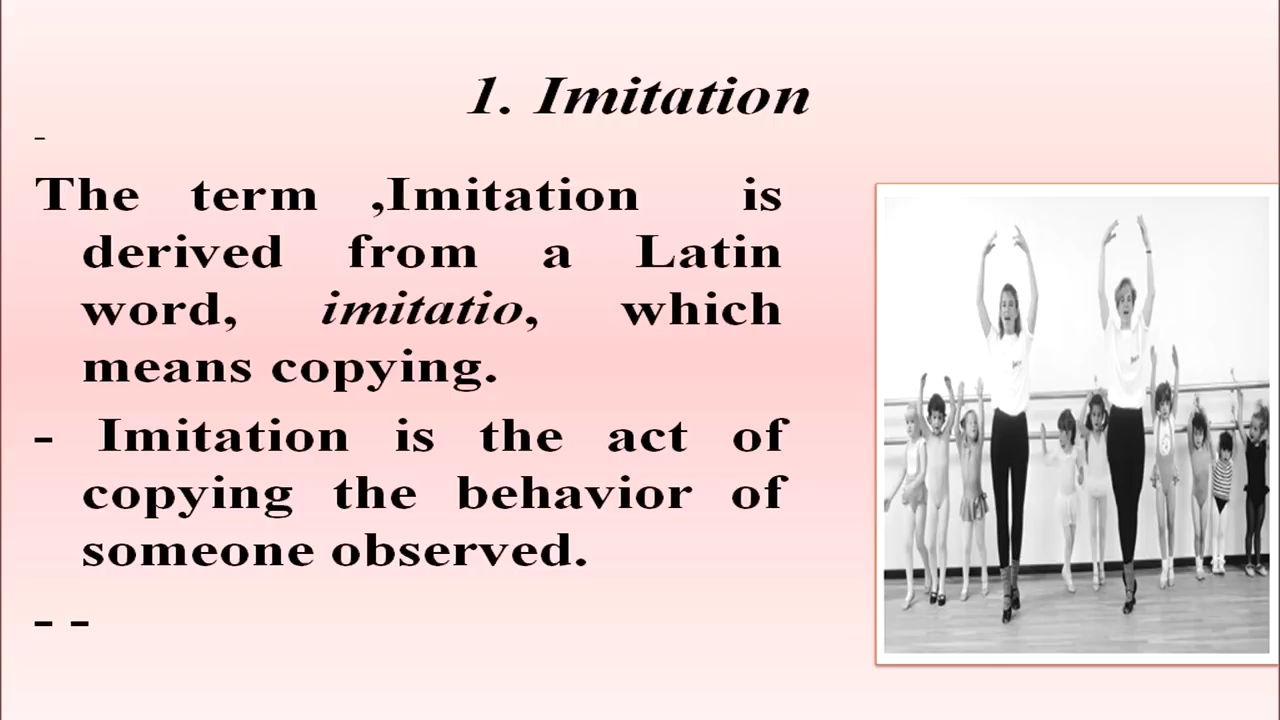 1. Imitation
-
The term ,Imitation is
derived from a Latin
word, imitatio, which
means copying.
- Imitation is the act of
copying the behavior of
someone observed.
- -